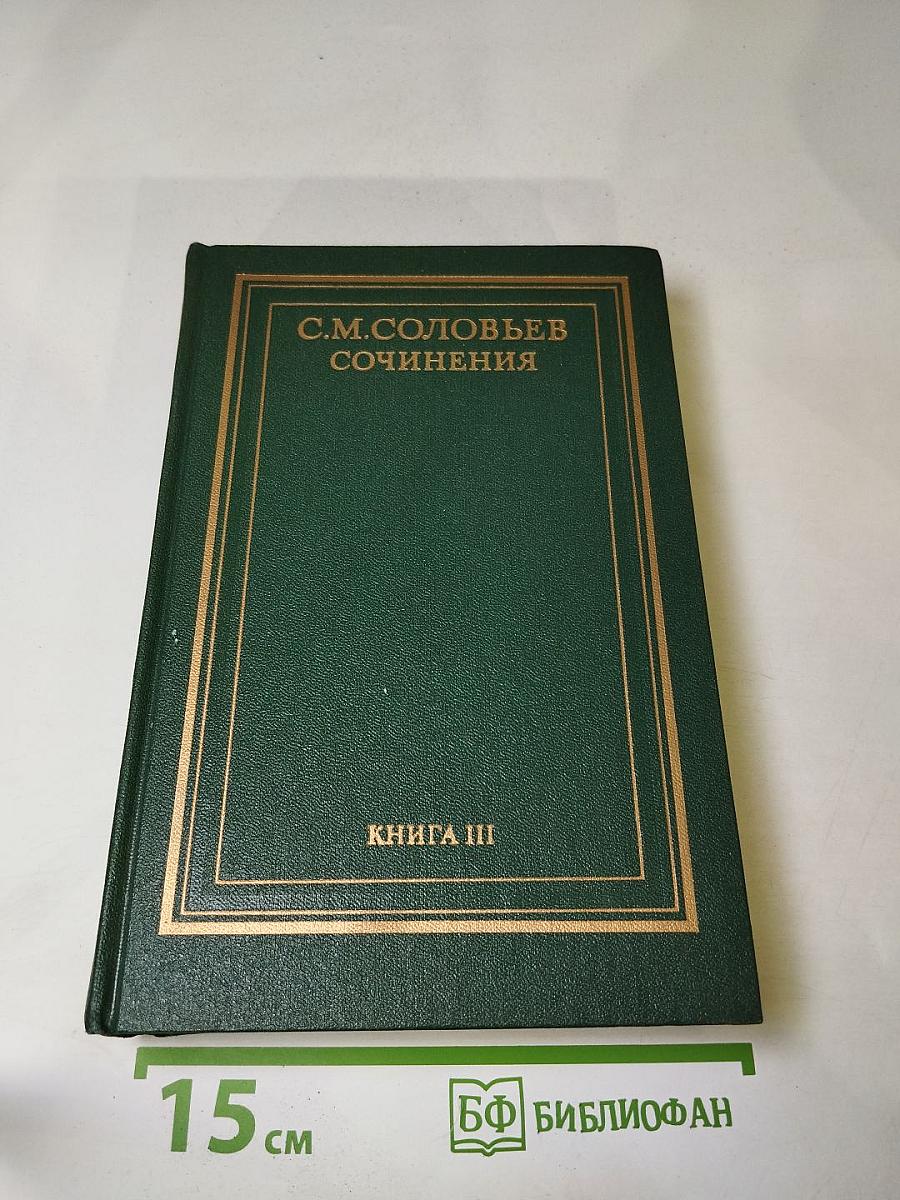 С.М.СОЛОВЬЕВ
СОЧИНЕНИЯ
КНИГА III
15 см
БФ БИБЛИОФАН